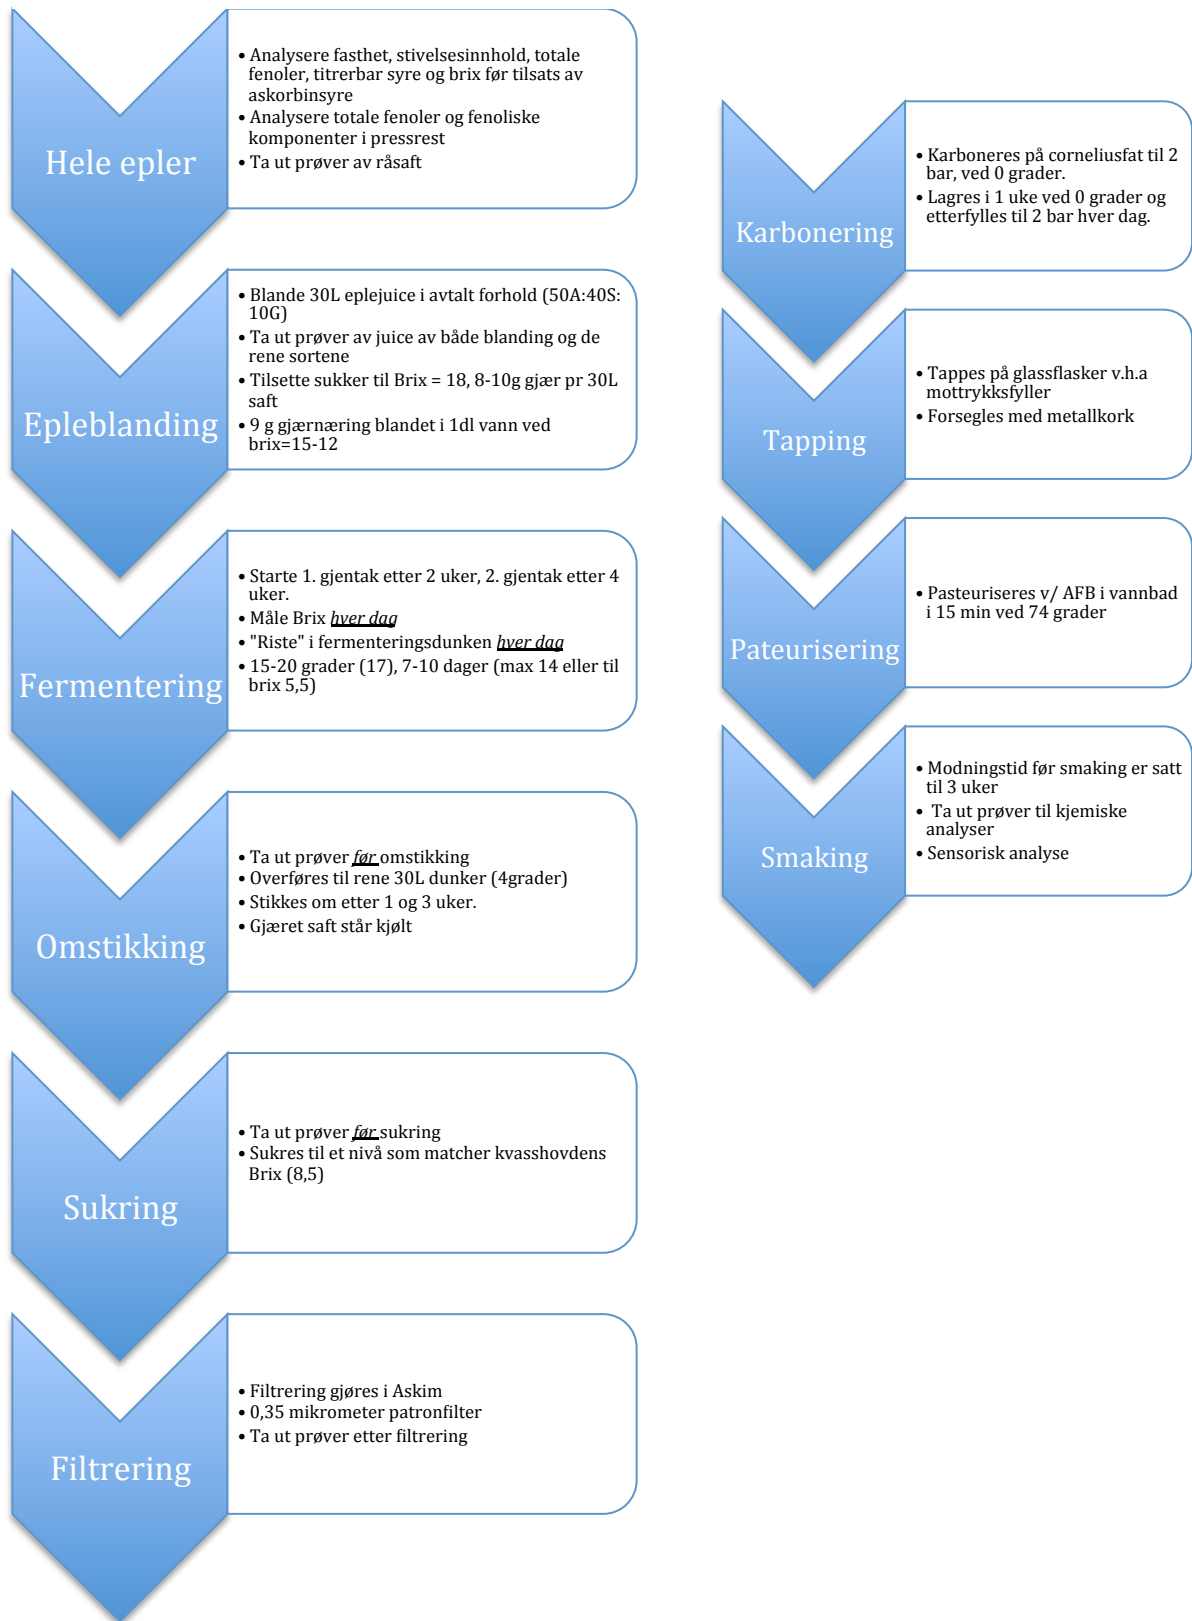 Hele epler
• Analysere fasthet, stivelsesinnhold, totale
fenoler, titrerbar syre og brix før tilsats av
askorbinsyre
• Analysere totale fenoler og fenoliske
komponenter i pressrest
• Ta ut prøver av råsaft
Epleblanding
• Blande 30L eplejuice i avtalt forhold (50A:40S:
10G)
• Ta ut prøver av juice av både blanding og de
rene sortene
• Tilsette sukker til Brix = 18, 8-10g gjær pr 30L
saft
• 9 g gjærnæring blandet i 1dl vann ved
brix=15-12
Fermentering
• Starte 1. gjentak etter 2 uker, 2. gjentak etter 4
uker.
• Måle Brix hver dag
• "Riste" i fermenteringsdunken hver dag
• 15-20 grader (17), 7-10 dager (max 14 eller til
brix 5,5)
Omstikking
• Ta ut prøver før omstikking
• Overføres til rene 30L dunker (4grader)
• Stikkes om etter 1 og 3 uker.
• Gjæret saft står kjølt
Sukring
• Ta ut prøver før sukring
• Sukres til et nivå som matcher kvasshovdens
Brix (8,5)
Filtrering
• Filtrering gjøres i Askim
• 0,35 mikrometer patronfilter
• Ta ut prøver etter filtrering
Karbonering
• Karboneres på corneliusfat til 2
bar, ved 0 grader.
• Lagres i 1 uke ved 0 grader og
etterfylles til 2 bar hver dag.
Tapping
• Tappes på glassflasker v.h.a
mottrykksfyller
• Forsegles med metallkork
Pateurisering
• Pasteuriseres v/ AFB i vannbad
i 15 min ved 74 grader
Smaking
• Modningstid før smaking er satt
til 3 uker
• Ta ut prøver til kjemiske
analyser
• Sensorisk analyse